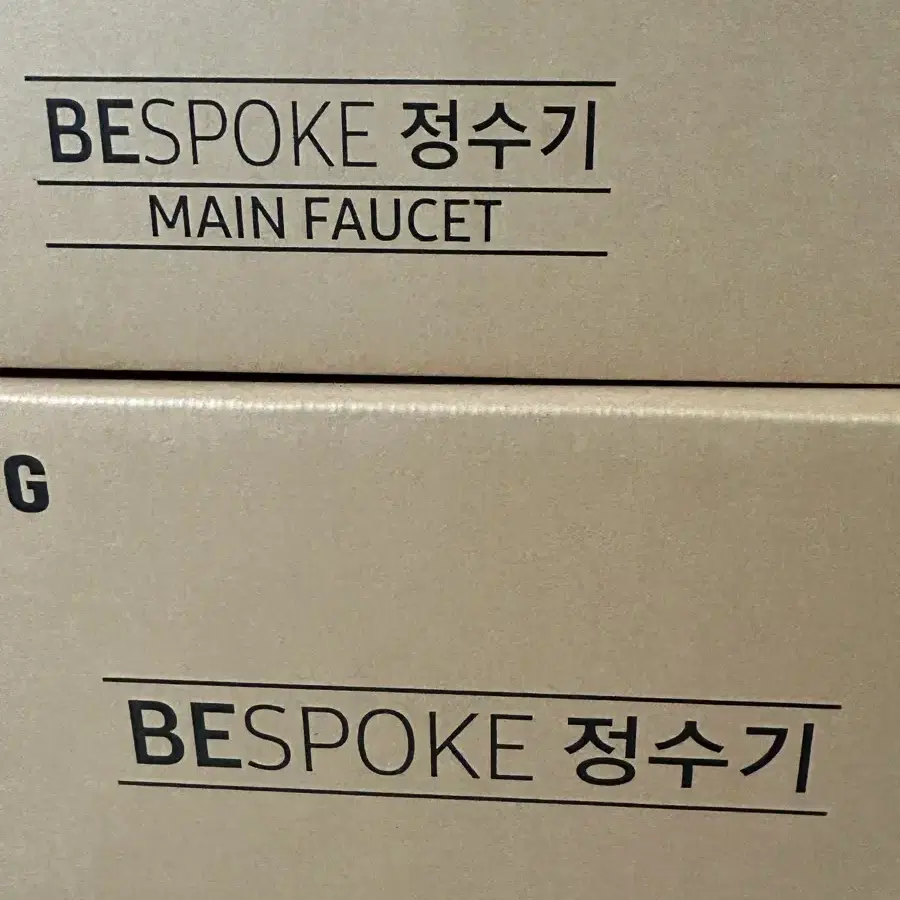 BESPOKE 정수기
MAIN FAUCET
G
BESPOKE 정수기